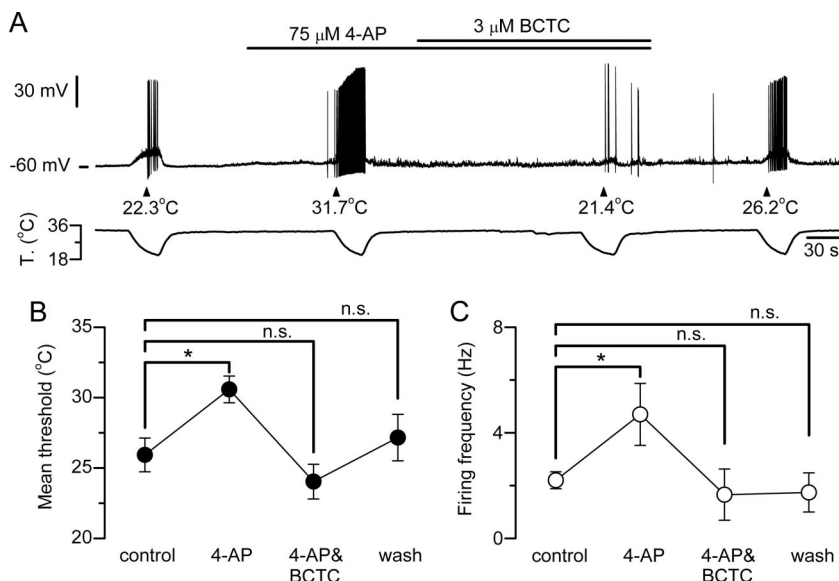 A
75 μM 4-AP
3 μM BCTC
30 mV
-60 mV
22.3°C
31.7°C
21.4°C
26.2°C
T. (°C)
36
18
30 s
B
Mean threshold (°C)
35
30
25
20
n.s.
n.s.
*
control
4-AP
4-AP&
BCTC
wash
C
Firing frequency (Hz)
8
4
0
n.s.
n.s.
*
control
4-AP
4-AP&
BCTC
wash